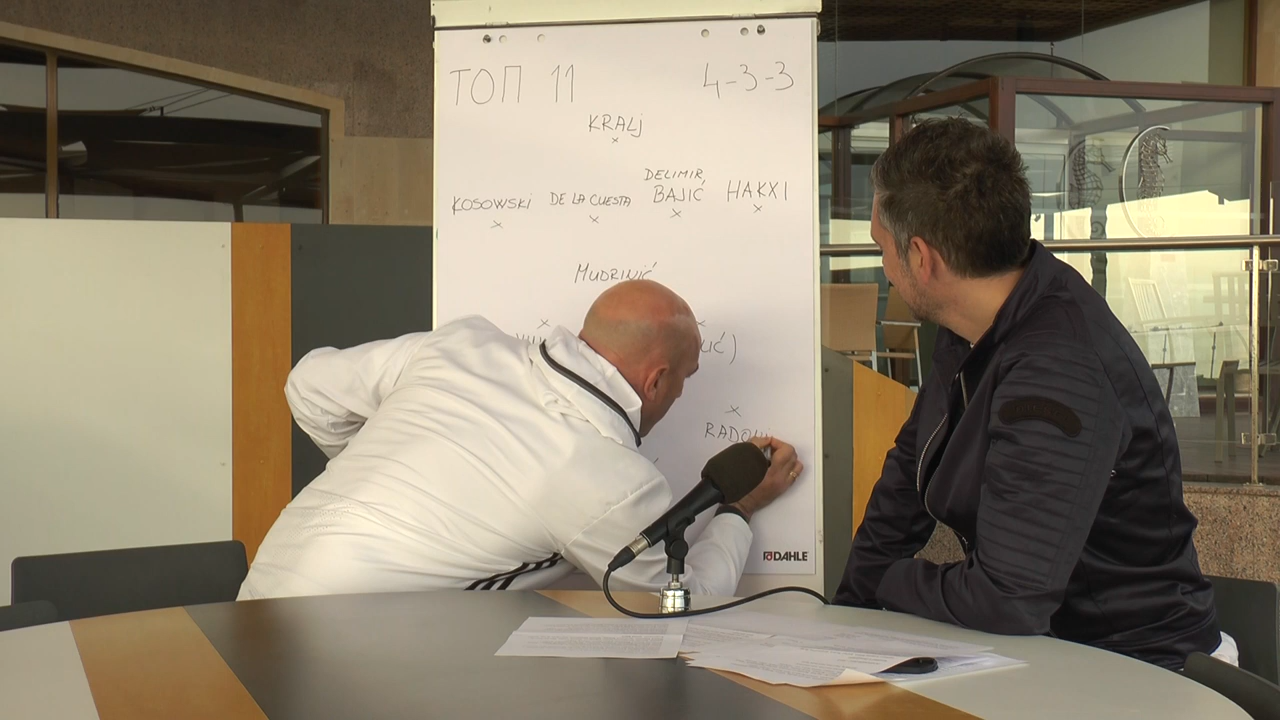 ТОП 11 4-3-3
KRALJ
KOSOWSKI DE LA CUESTA DELIMIR BAJIĆ HAKXI
MUDRINIĆ
DAHLE